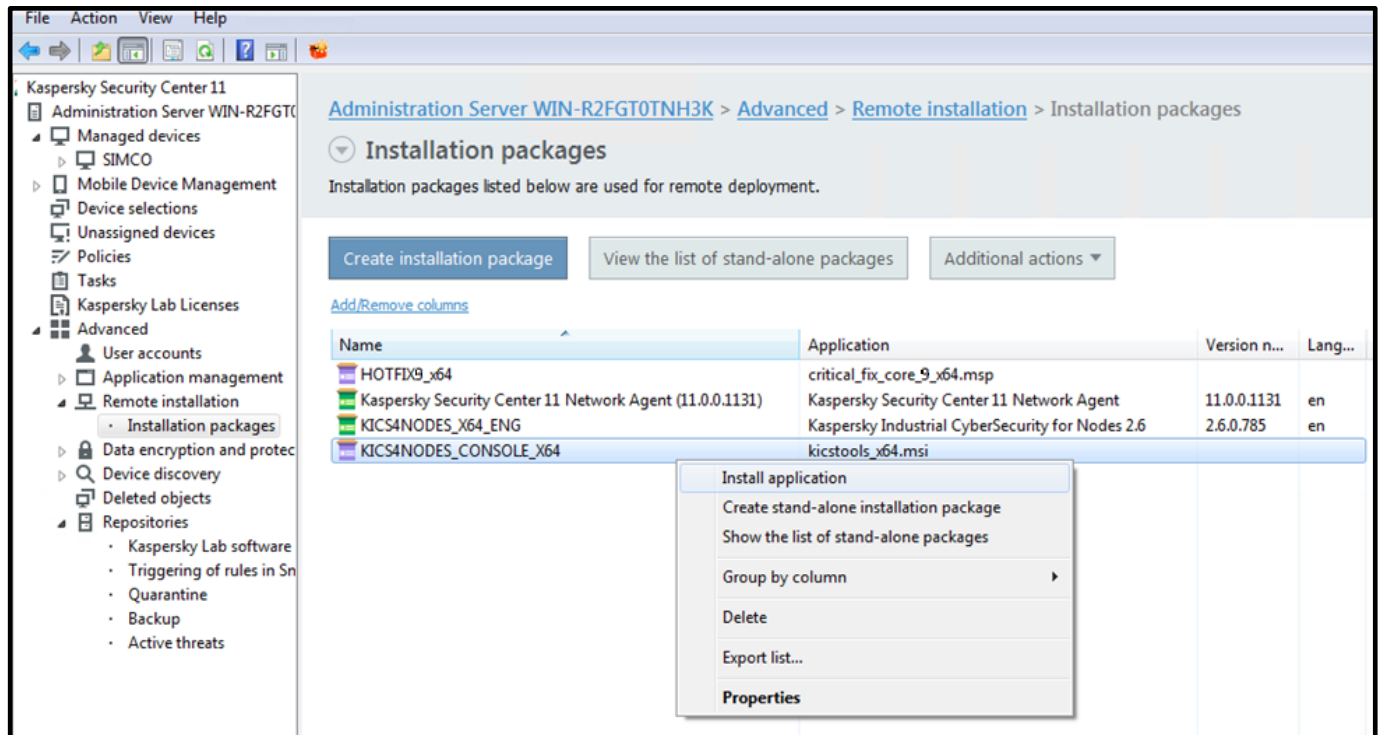 File Action View Help
Kaspersky Security Center 11
Administration Server WIN-R2FGT0
Managed devices
SIMCO
Mobile Device Management
Device selections
Unassigned devices
Policies
Tasks
Kaspersky Lab Licenses
Advanced
User accounts
Application management
Remote installation
Installation packages
Data encryption and protec
Device discovery
Deleted objects
Repositories
Kaspersky Lab software
Triggering of rules in Sn
Quarantine
Backup
Active threats
Administration Server WIN-R2FGT0TNH3K > Advanced > Remote installation > Installation packages
Installation packages
Installation packages listed below are used for remote deployment.
Create installation package View the list of stand-alone packages Additional actions
Add/Remove columns
Name Application Version n... Lang...
HOTFIX9_x64 critical_fix_core_9_x64.msp
Kaspersky Security Center 11 Network Agent (11.0.0.1131) Kaspersky Security Center 11 Network Agent 11.0.0.1131 en
KICS4NODES_X64_ENG Kaspersky Industrial CyberSecurity for Nodes 2.6 2.6.0.785 en
KICS4NODES_CONSOLE_X64 kicstools_x64.msi
Install application
Create stand-alone installation package
Show the list of stand-alone packages
Group by column
Delete
Export list...
Properties